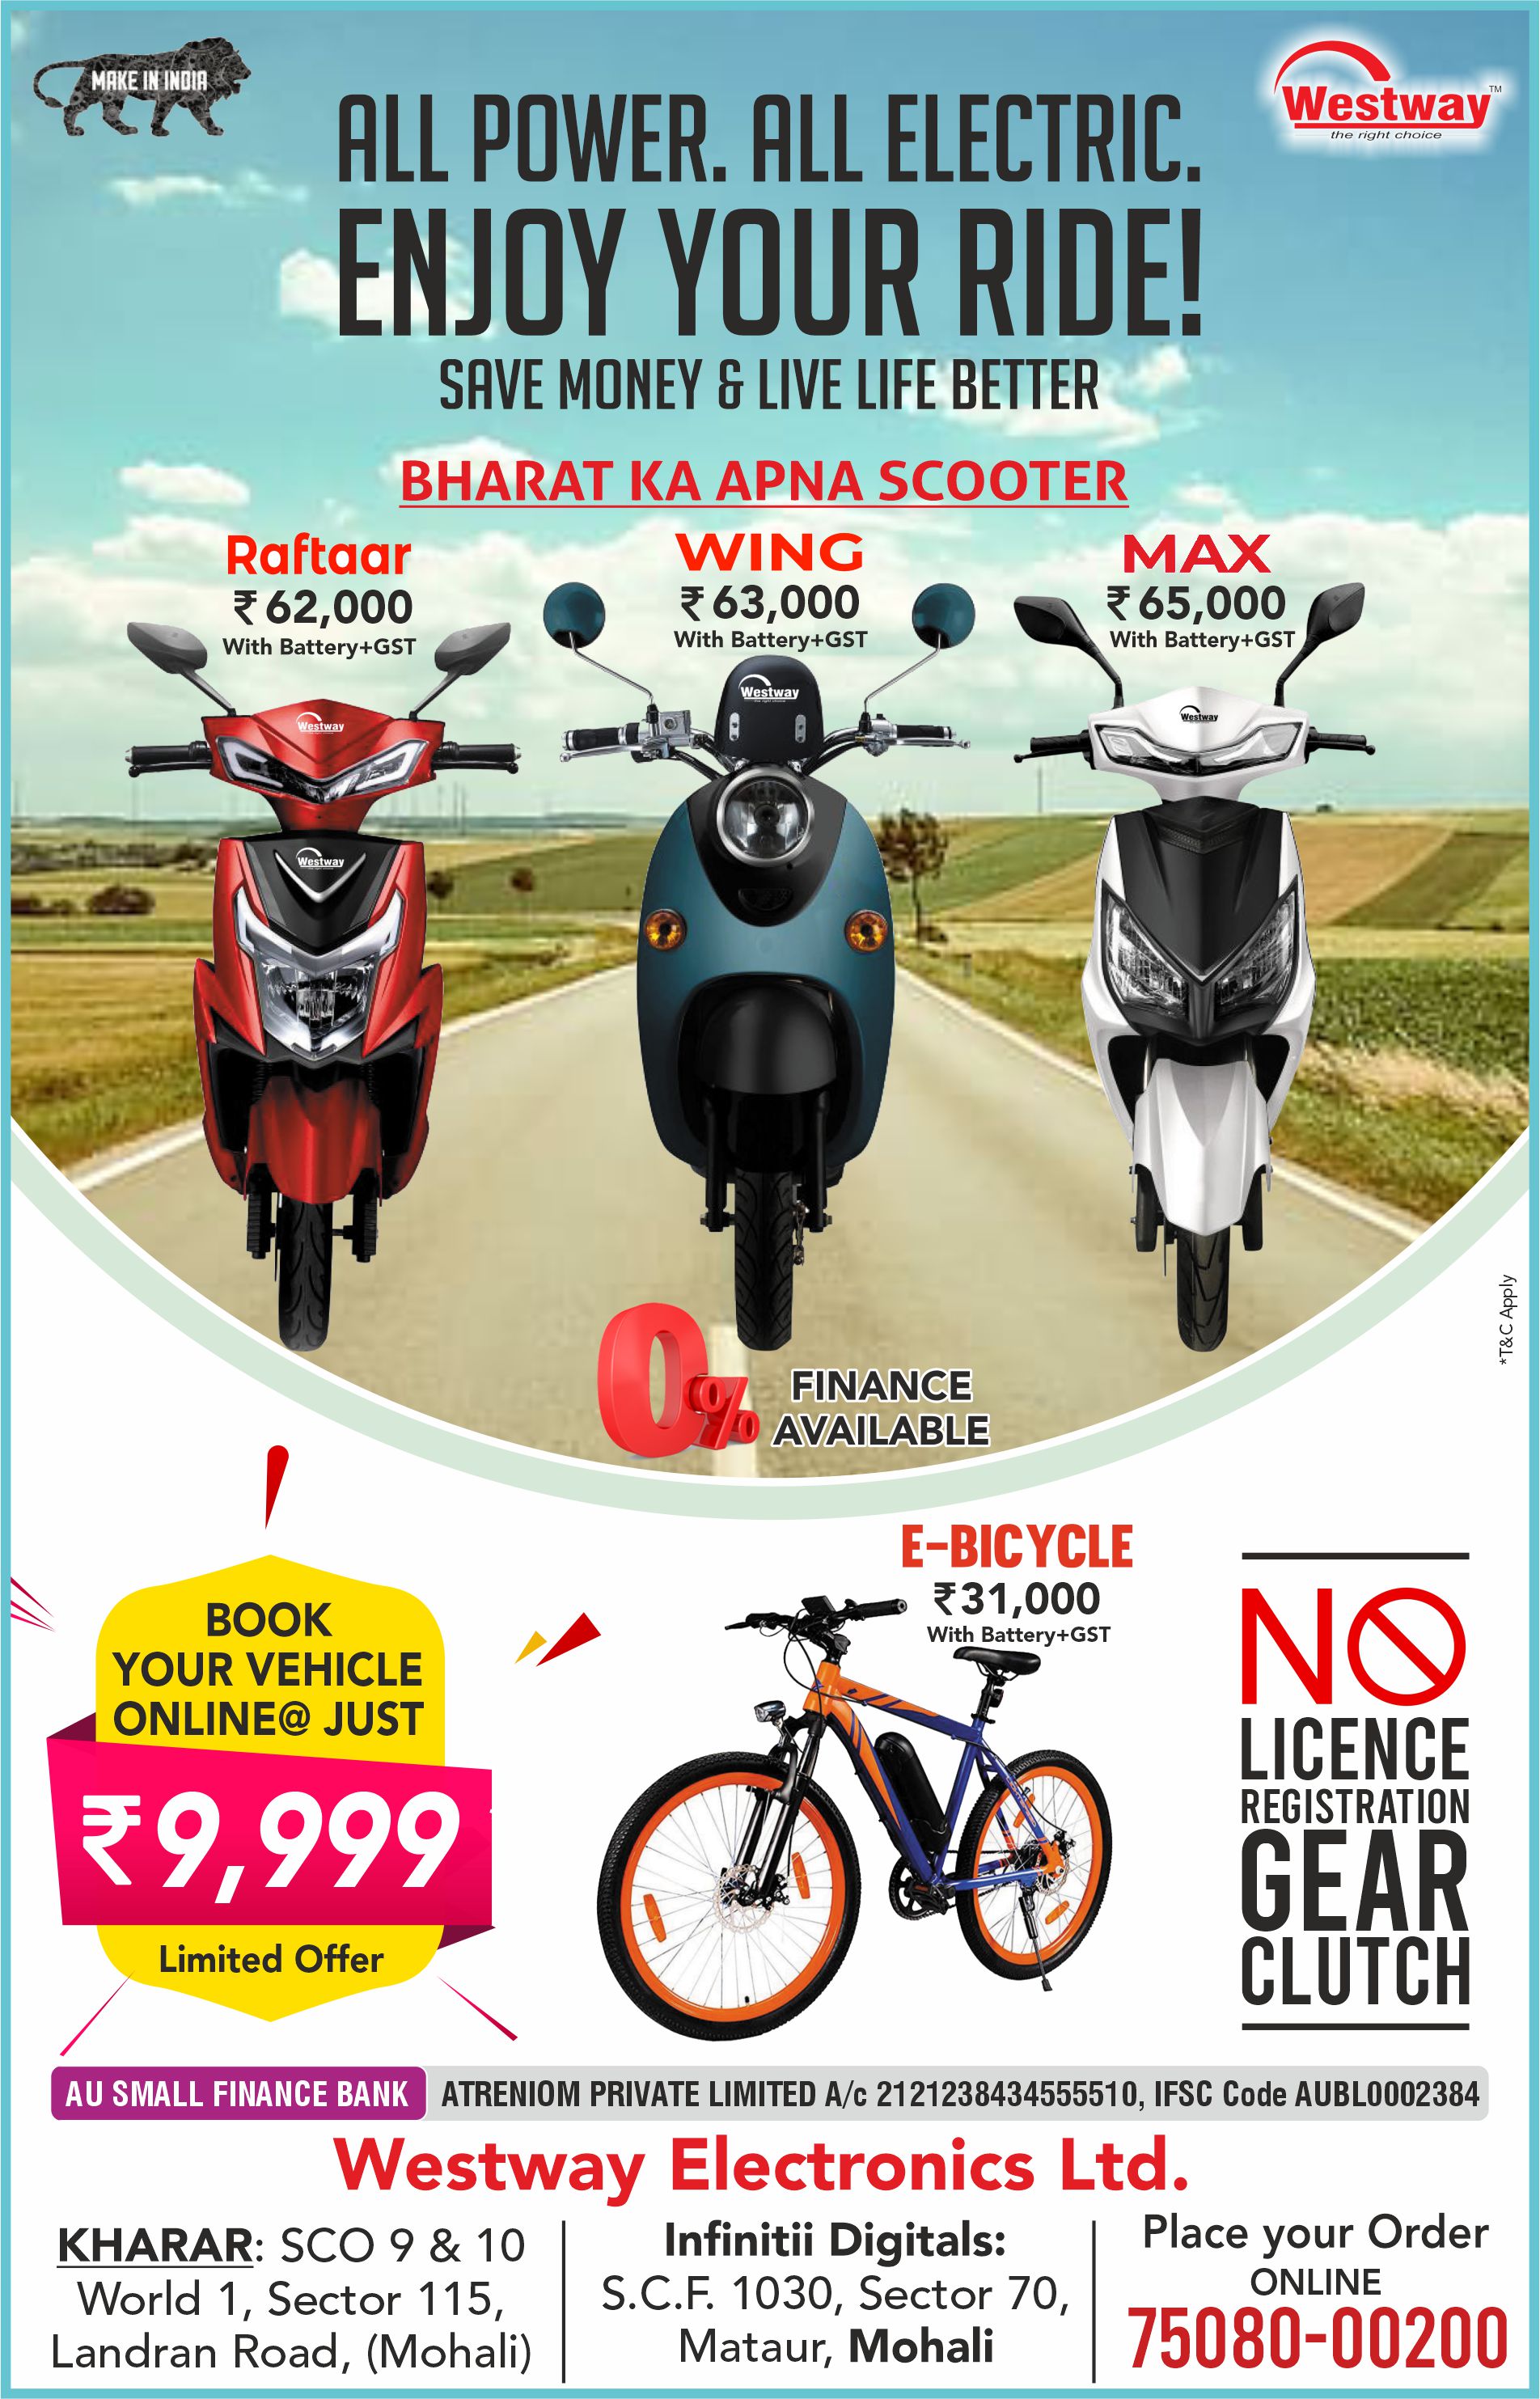 MAKE IN INDIA
Westway TM
the right choice
ALL POWER. ALL ELECTRIC.
ENJOY YOUR RIDE!
SAVE MONEY & LIVE LIFE BETTER
BHARAT KA APNA SCOOTER
Raftaar
₹ 62,000
With Battery+GST
WING
₹ 63,000
With Battery+GST
MAX
₹ 65,000
With Battery+GST
Westway
Westway
Westway
Westway
*T&C Apply
0%
FINANCE
AVAILABLE
BOOK
YOUR VEHICLE
ONLINE@ JUST
₹9,999
Limited Offer
E-BICYCLE
₹31,000
With Battery+GST
NO
LICENCE
REGISTRATION
GEAR
CLUTCH
AU SMALL FINANCE BANK ATRENIOM PRIVATE LIMITED A/c 2121238434555510, IFSC Code AUBL0002384
Westway Electronics Ltd.
KHARAR: SCO 9 & 10
World 1, Sector 115,
Landran Road, (Mohali)
Infinitii Digitals:
S.C.F. 1030, Sector 70,
Mataur, Mohali
Place your Order
ONLINE
75080-00200